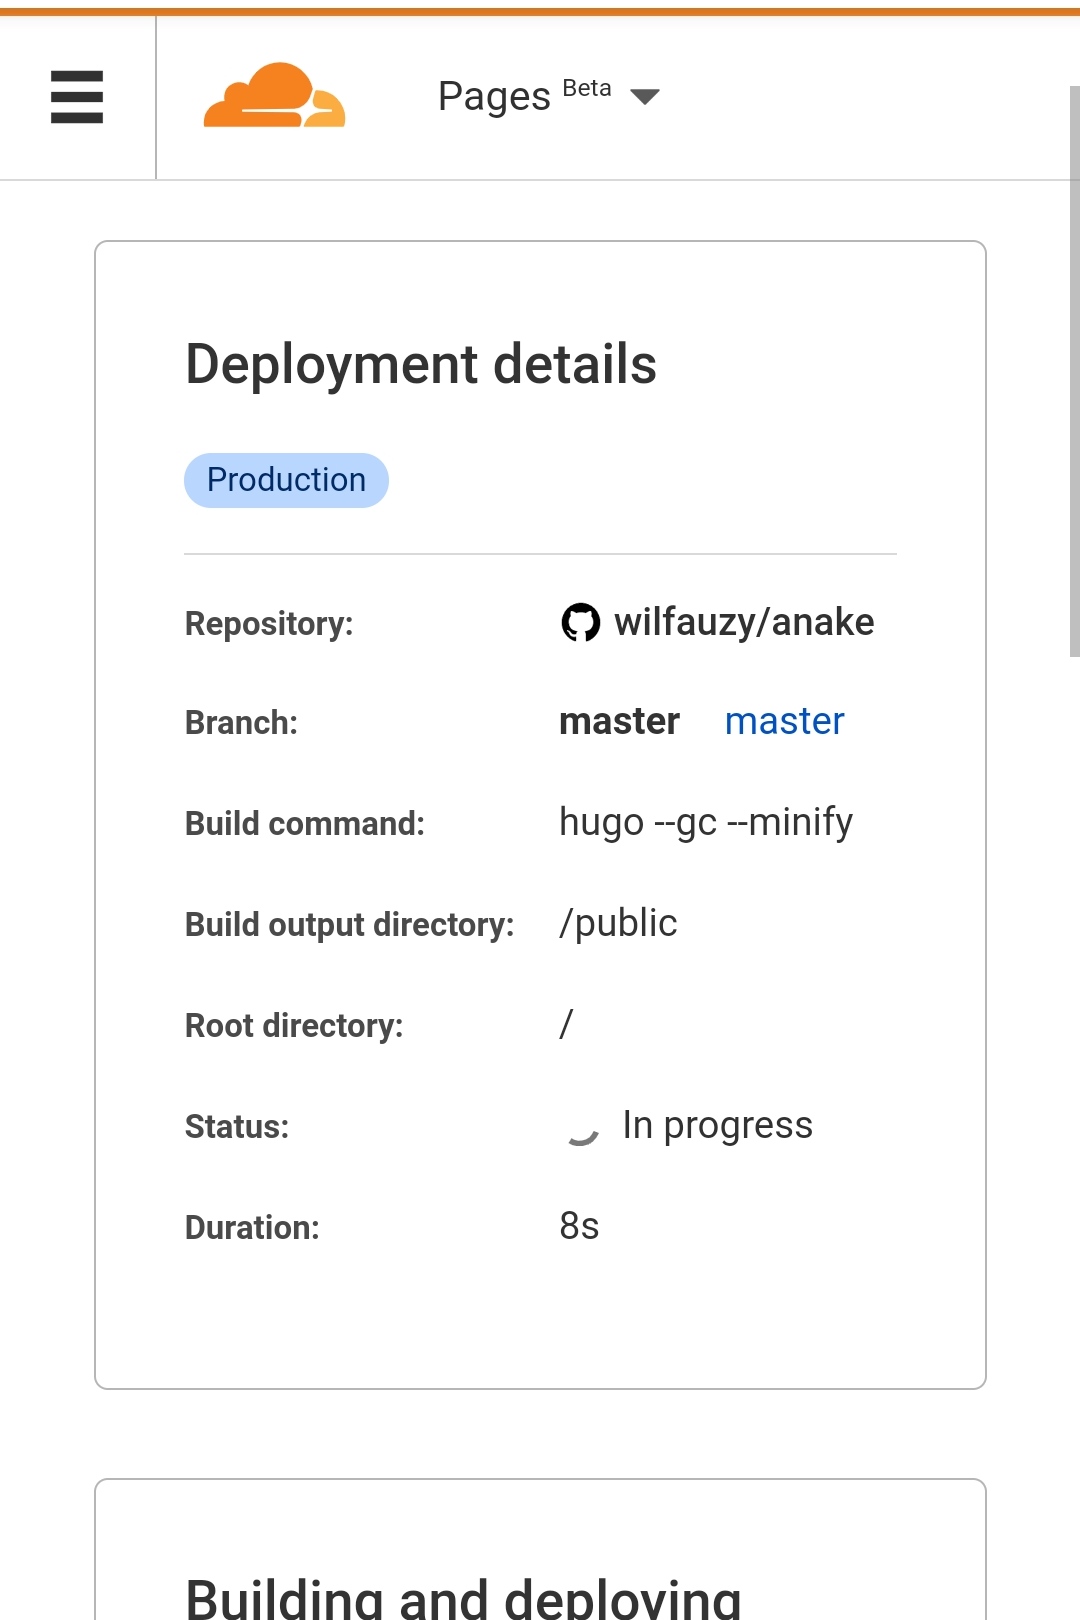 Pages Beta
Deployment details
Production
Repository: wilfauzy/anake
Branch: master master
Build command: hugo --gc --minify
Build output directory: /public
Root directory: /
Status: In progress
Duration: 8s
Building and deploying